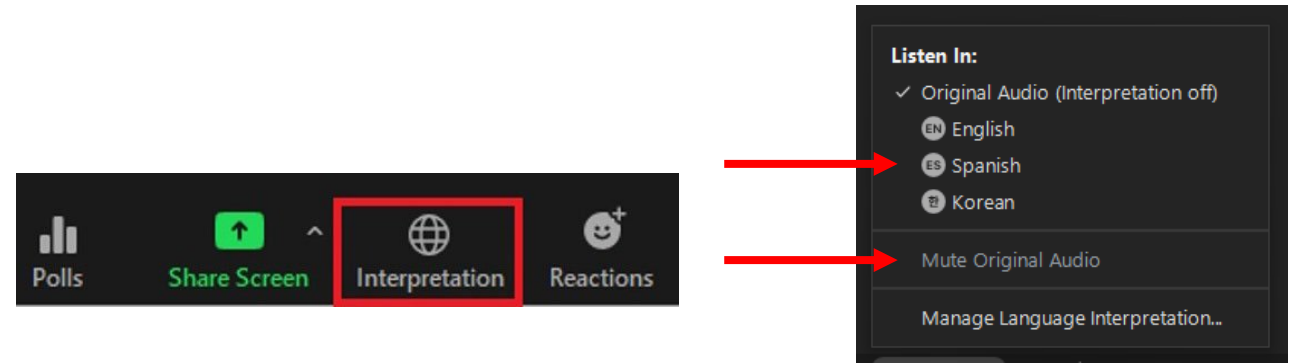 Polls
Share Screen
Interpretation
Reactions
Listen In:
Original Audio (Interpretation off)
EN English
ES Spanish
한 Korean
Mute Original Audio
Manage Language Interpretation...